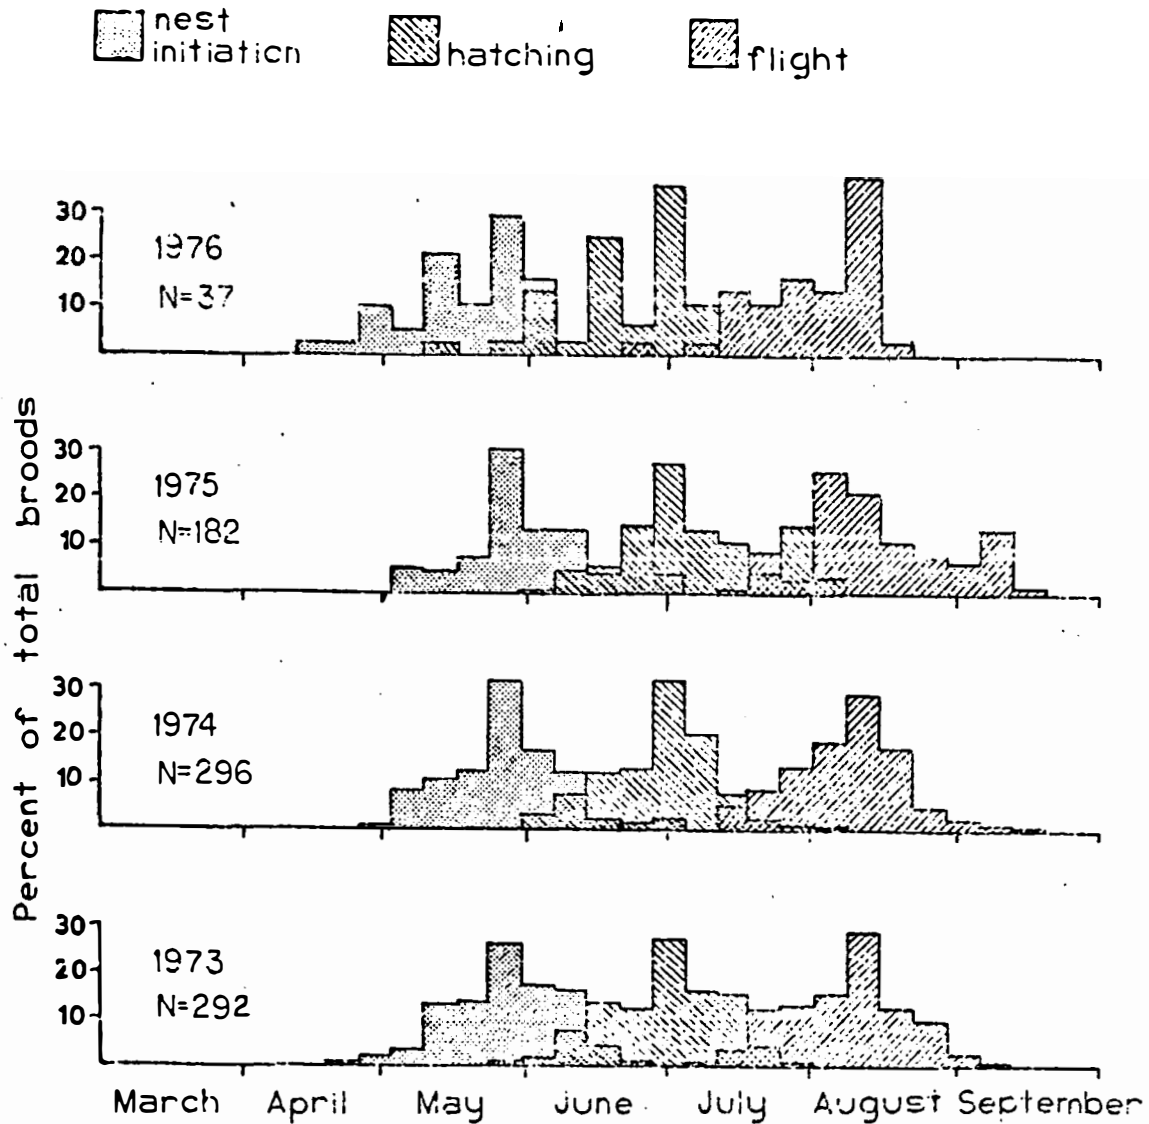 nest
initiation
hatching
flight
30
20
10
1976
N=37
30
20
10
1975
N=182
30
20
10
1974
N=296
30
20
10
1973
N=292
Percent of total broods
March April May June July August September